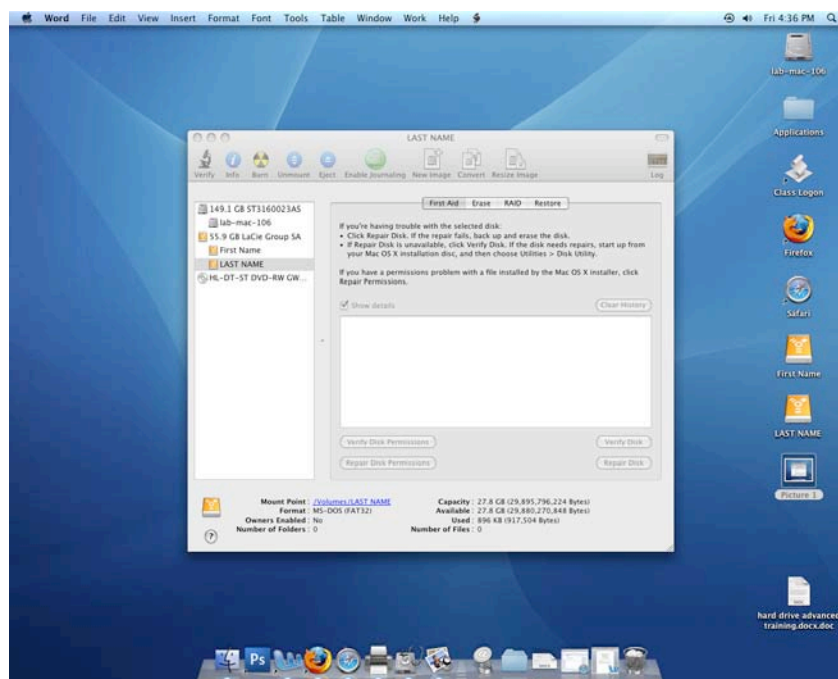 Word File Edit View Insert Format Font Tools Table Window Work Help Fri 4:36 PM
lab-mac-106
Applications
Class Logon
Firefox
Safari
First Name
LAST NAME
Picture 1
hard drive advanced
training.docx.doc
LAST NAME
Verify Info Burn Unmount Eject Enable Journaling New Image Convert Resize Image Log
149.1 GB ST3160023AS
lab-mac-106
55.9 GB LaCie Group SA
First Name
LAST NAME
HL-DT-ST DVD-RW GW...
First Aid Erase RAID Restore
If you're having trouble with the selected disk:
• Click Repair Disk. If the repair fails, back up and erase the disk.
• If Repair Disk is unavailable, click Verify Disk. If the disk needs repairs, start up from
your Mac OS X installation disc, and then choose Utilities > Disk Utility.
If you have a permissions problem with a file installed by the Mac OS X installer, click
Repair Permissions.
Show details Clear History
Verify Disk Permissions Verify Disk
Repair Disk Permissions Repair Disk
Mount Point : /Volumes/LAST NAME Capacity : 27.8 GB (29,895,796,224 Bytes)
Format : MS-DOS (FAT32) Available : 27.8 GB (29,880,270,848 Bytes)
Owners Enabled : No Used : 896 KB (917,504 Bytes)
Number of Folders : 0 Number of Files : 0
Ps